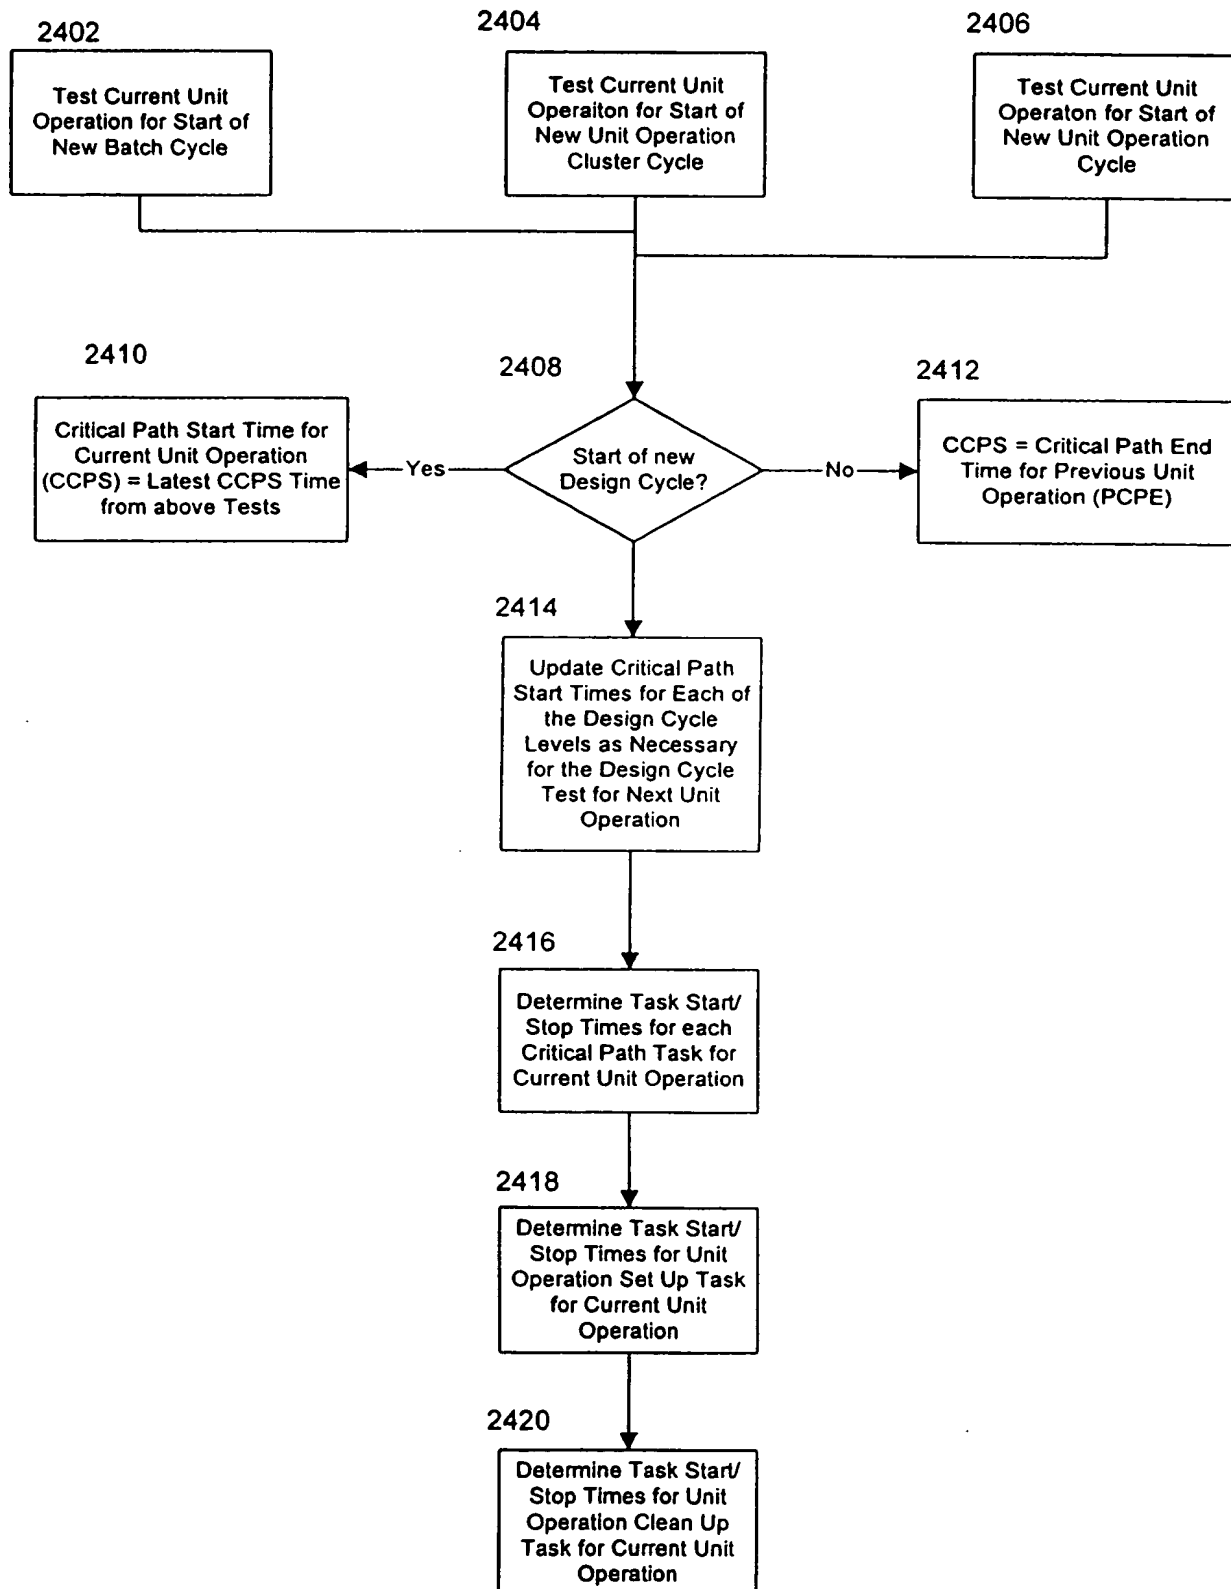 2402
Test Current Unit
Operation for Start of
New Batch Cycle
2404
Test Current Unit
Operaiton for Start of
New Unit Operation
Cluster Cycle
2406
Test Current Unit
Operaton for Start of
New Unit Operation
Cycle
2410
Critical Path Start Time for
Current Unit Operation
(CCPS) = Latest CCPS Time
from above Tests
Yes
2408
Start of new
Design Cycle?
No
2412
CCPS = Critical Path End
Time for Previous Unit
Operation (PCPE)
2414
Update Critical Path
Start Times for Each of
the Design Cycle
Levels as Necessary
for the Design Cycle
Test for Next Unit
Operation
2416
Determine Task Start/
Stop Times for each
Critical Path Task for
Current Unit Operation
2418
Determine Task Start/
Stop Times for Unit
Operation Set Up Task
for Current Unit
Operation
2420
Determine Task Start/
Stop Times for Unit
Operation Clean Up
Task for Current Unit
Operation